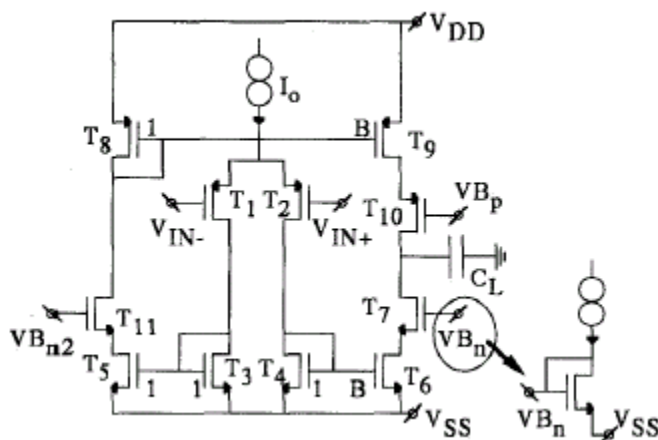 V_DD
I_o
T_8
1
B
T_9
T_1
T_2
VB_p
V_IN-
V_IN+
T_10
C_L
T_11
T_7
VB_n2
VB_n
T_5
T_3
T_4
T_6
1
1
1
B
VB_n
V_SS
V_SS